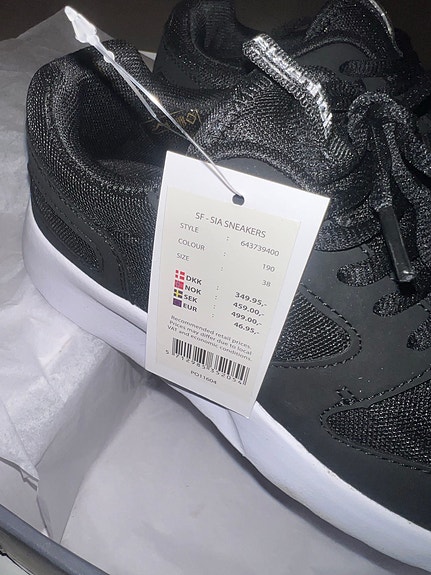 SF - SIA SNEAKERS
STYLE : 643739400
COLOUR : 190
SIZE : 38
DKK : 349.95,-
NOK : 459.00,-
SEK : 499.00,-
EUR : 46.95,-
Recommended retail prices.
Prices may differ due to local
VAT and economic conditions.
PO11604